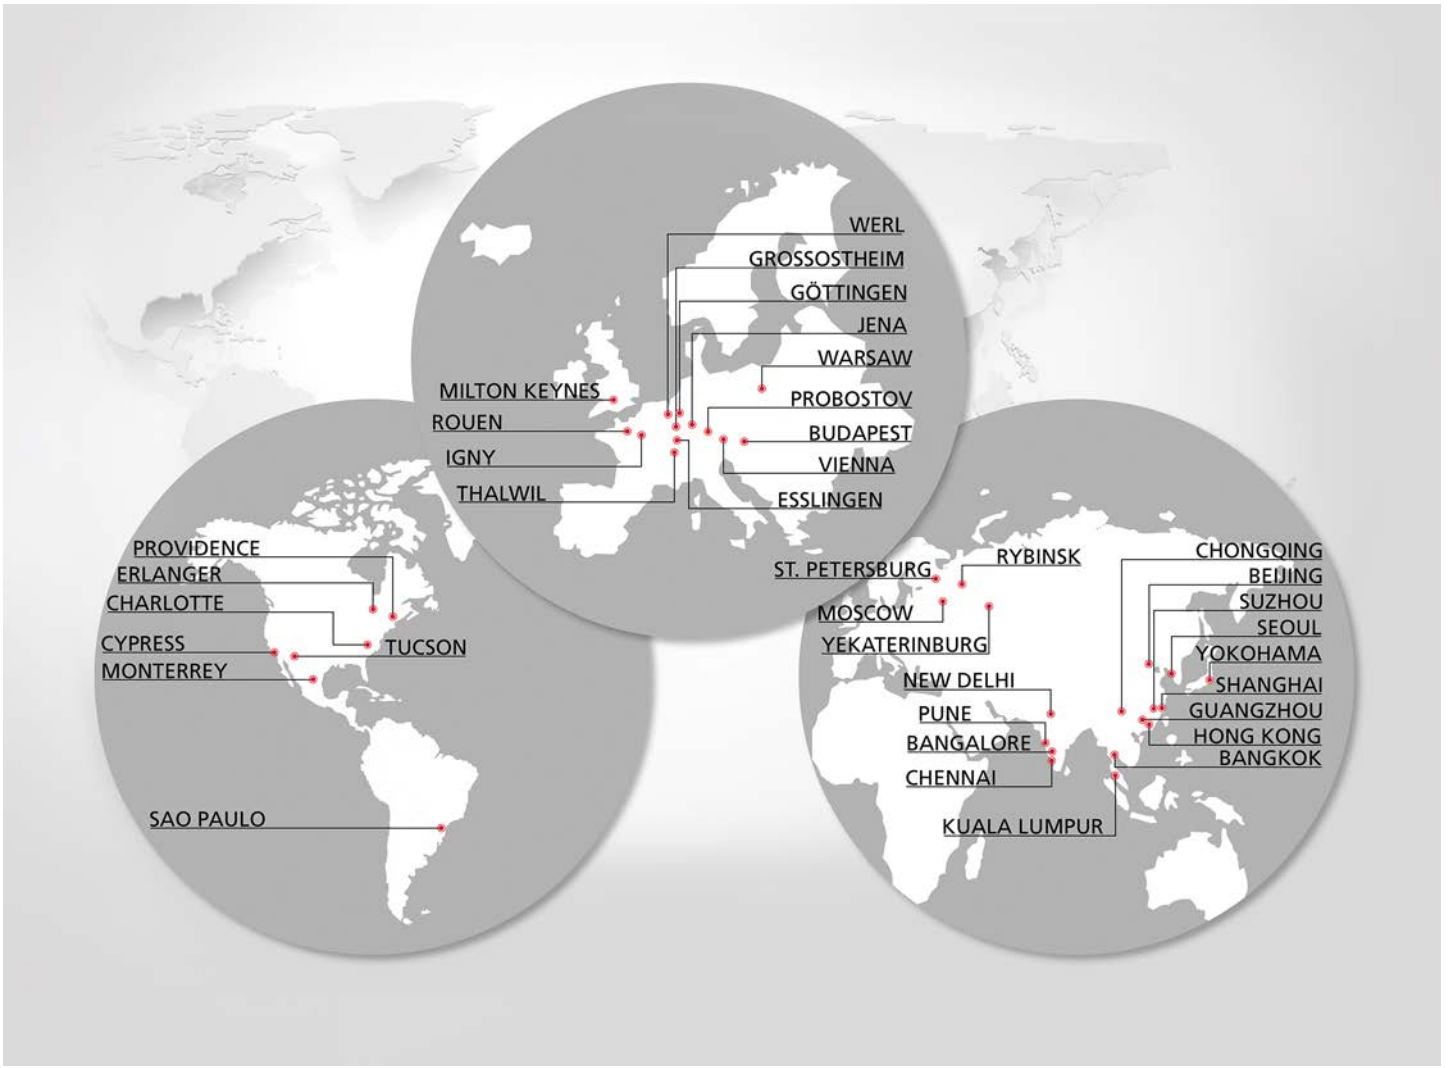 WERL
GROSSOSTHEIM
GÖTTINGEN
JENA
WARSAW
MILTON KEYNES
PROBOSTOV
ROUEN
BUDAPEST
IGNY
VIENNA
THALWIL
ESSLINGEN
PROVIDENCE
ERLANGER
CHARLOTTE
CYPRESS
TUCSON
MONTERREY
SAO PAULO
ST. PETERSBURG
RYBINSK
MOSCOW
YEKATERINBURG
NEW DELHI
PUNE
BANGALORE
CHENNAI
KUALA LUMPUR
CHONGQING
BEIJING
SUZHOU
SEOUL
YOKOHAMA
SHANGHAI
GUANGZHOU
HONG KONG
BANGKOK